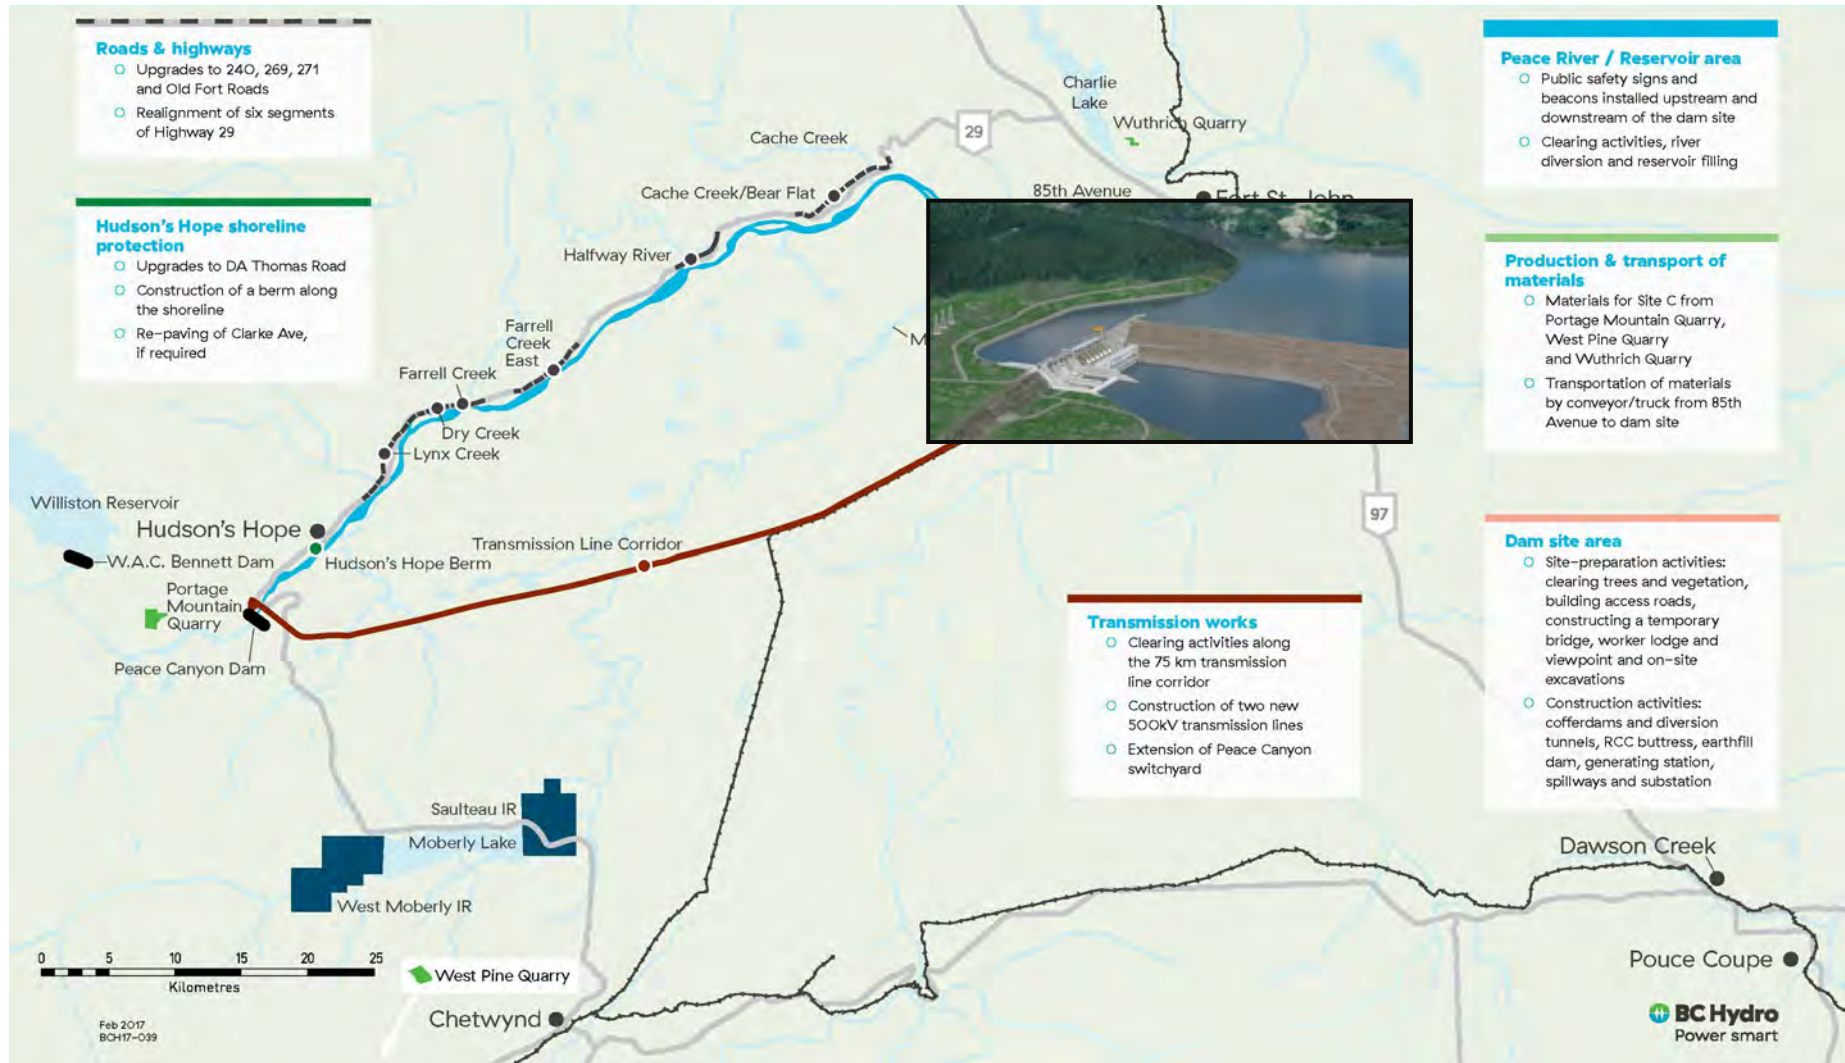 Roads & highways
Upgrades to 240, 269, 271
and Old Fort Roads
Realignment of six segments
of Highway 29
Hudson's Hope shoreline
protection
Upgrades to DA Thomas Road
Construction of a berm along
the shoreline
Re-paving of Clarke Ave,
if required
Charlie
Lake
Wuthrich Quarry
29
Cache Creek
Cache Creek/Bear Flat
85th Avenue
Fort St. John
Halfway River
Farrell
Creek
East
Farrell Creek
Dry Creek
Lynx Creek
Williston Reservoir
Hudson's Hope
W.A.C. Bennett Dam
Hudson's Hope Berm
Transmission Line Corridor
Portage
Mountain
Quarry
Peace Canyon Dam
97
Peace River / Reservoir area
Public safety signs and
beacons installed upstream and
downstream of the dam site
Clearing activities, river
diversion and reservoir filling
Production & transport of
materials
Materials for Site C from
Portage Mountain Quarry,
West Pine Quarry
and Wuthrich Quarry
Transportation of materials
by conveyor/truck from 85th
Avenue to dam site
Dam site area
Site-preparation activities:
clearing trees and vegetation,
building access roads,
constructing a temporary
bridge, worker lodge and
viewpoint and on-site
excavations
Construction activities:
cofferdams and diversion
tunnels, RCC buttress, earthfill
dam, generating station,
spillways and substation
Transmission works
Clearing activities along
the 75 km transmission
line corridor
Construction of two new
500kV transmission lines
Extension of Peace Canyon
switchyard
Saulteau IR
Moberly Lake
West Moberly IR
Dawson Creek
Pouce Coupe
0 5 10 15 20 25
Kilometres
West Pine Quarry
Chetwynd
Feb 2017
BCH17-039
BC Hydro
Power smart